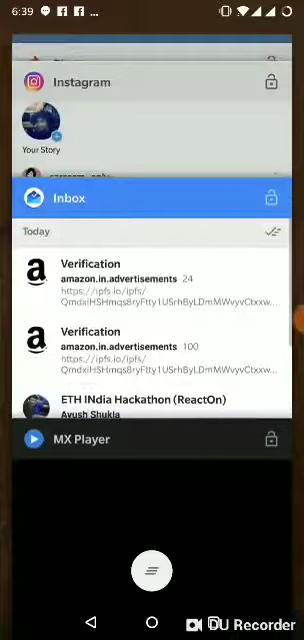 6:39
Instagram
Your Story
Inbox
Today
Verification
amazon.in.advertisements 24
https://ipfs.io/ipfs/
Verification
amazon.in.advertisements 100
https://ipfs.io/ipfs/
ETH INdia Hackathon (ReactOn)
Ayush Shukla
MX Player
DU Recorder